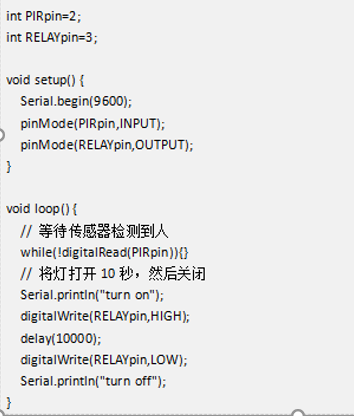 int PIRpin=2;
int RELAYpin=3;

void setup() {
  Serial.begin(9600);
  pinMode(PIRpin,INPUT);
  pinMode(RELAYpin,OUTPUT);
}

void loop() {
  // 等待传感器检测到人
  while(!digitalRead(PIRpin)){}
  // 将灯打开 10 秒，然后关闭
  Serial.println("turn on");
  digitalWrite(RELAYpin,HIGH);
  delay(10000);
  digitalWrite(RELAYpin,LOW);
  Serial.println("turn off");
}